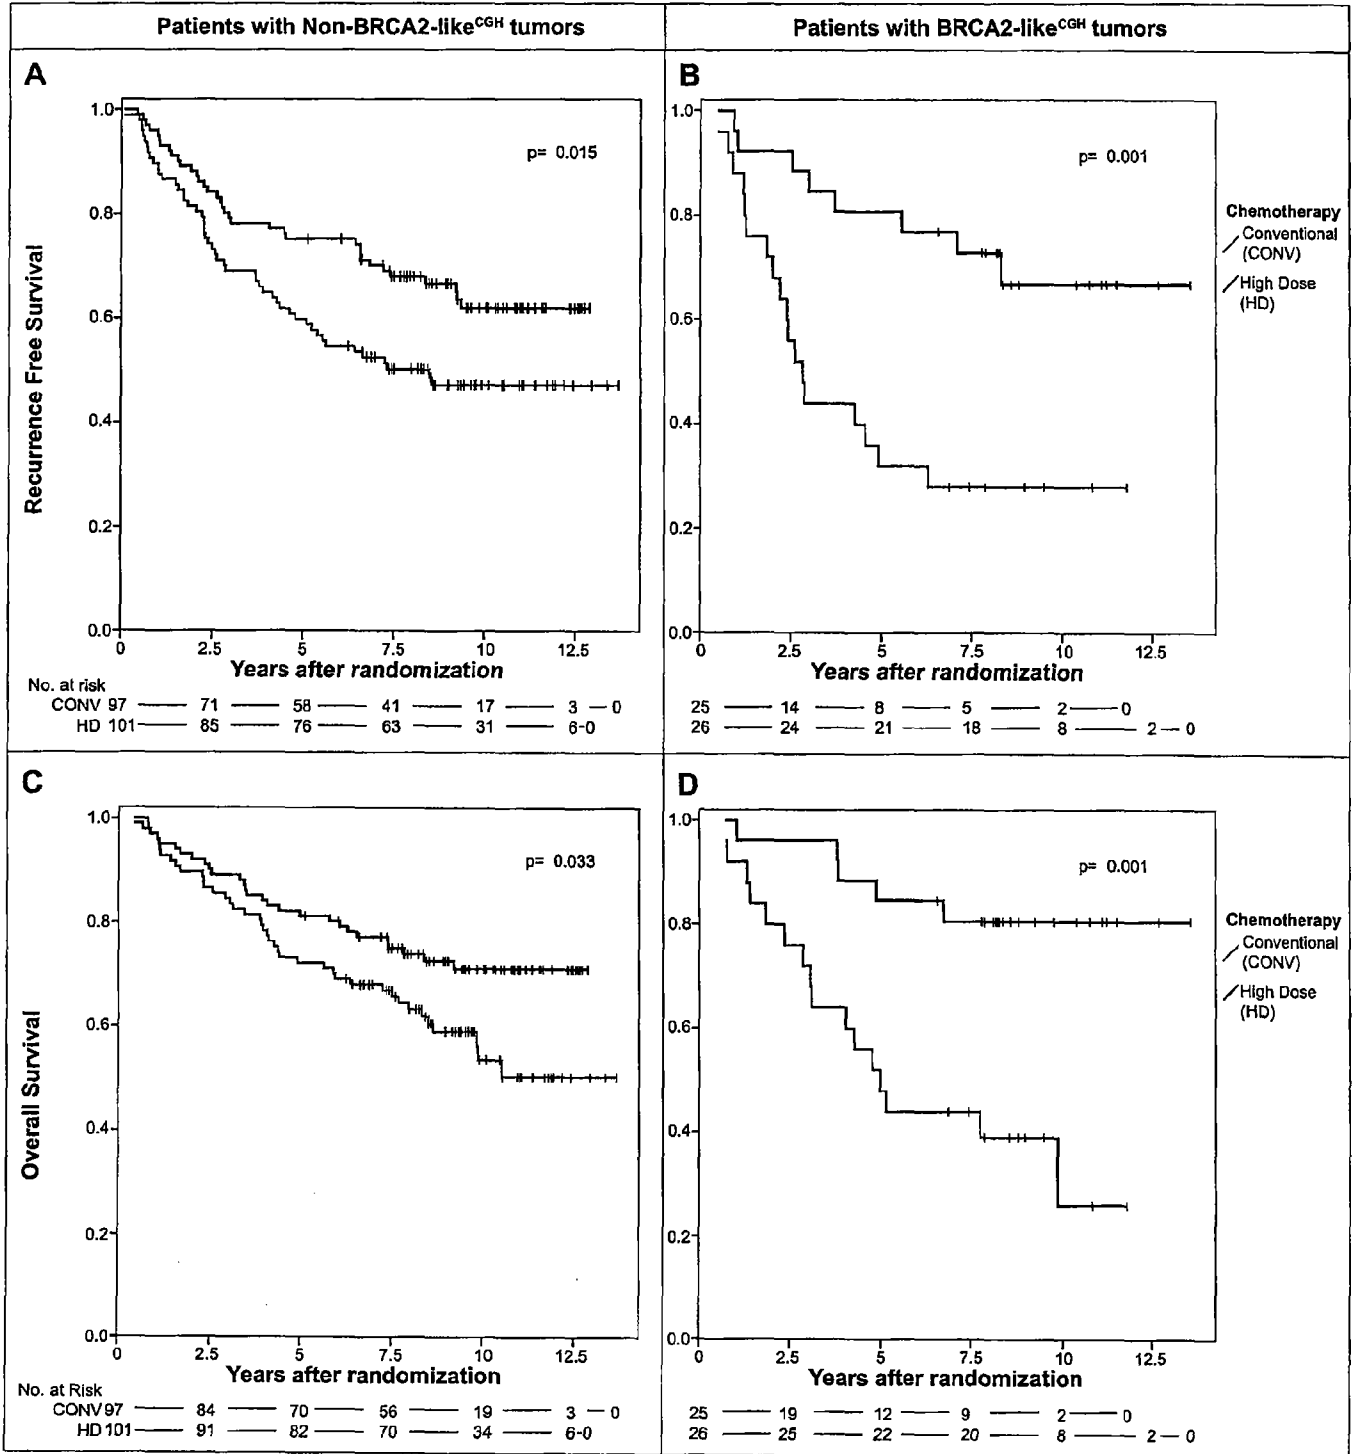 Patients with Non-BRCA2-like^CGH tumors
Patients with BRCA2-like^CGH tumors
A
Recurrence Free Survival
1.0
0.8
0.6
0.4
0.2
0.0
p= 0.015
0 2.5 5 7.5 10 12.5
Years after randomization
No. at risk
CONV 97 — 71 — 58 — 41 — 17 — 3 — 0
HD 101 — 85 — 76 — 63 — 31 — 6-0
B
1.0
0.8
0.6
0.4
0.2
0.0
p= 0.001
0 2.5 5 7.5 10 12.5
Years after randomization
25 — 14 — 8 — 5 — 2 — 0
26 — 24 — 21 — 18 — 8 — 2 — 0
Chemotherapy
Conventional
(CONV)
High Dose
(HD)
C
Overall Survival
1.0
0.8
0.6
0.4
0.2
0.0
p= 0.033
0 2.5 5 7.5 10 12.5
Years after randomization
No. at Risk
CONV 97 — 84 — 70 — 56 — 19 — 3 — 0
HD 101 — 91 — 82 — 70 — 34 — 6-0
D
1.0
0.8
0.6
0.4
0.2
0.0
p= 0.001
0 2.5 5 7.5 10 12.5
Years after randomization
25 — 19 — 12 — 9 — 2 — 0
26 — 25 — 22 — 20 — 8 — 2 — 0
Chemotherapy
Conventional
(CONV)
High Dose
(HD)